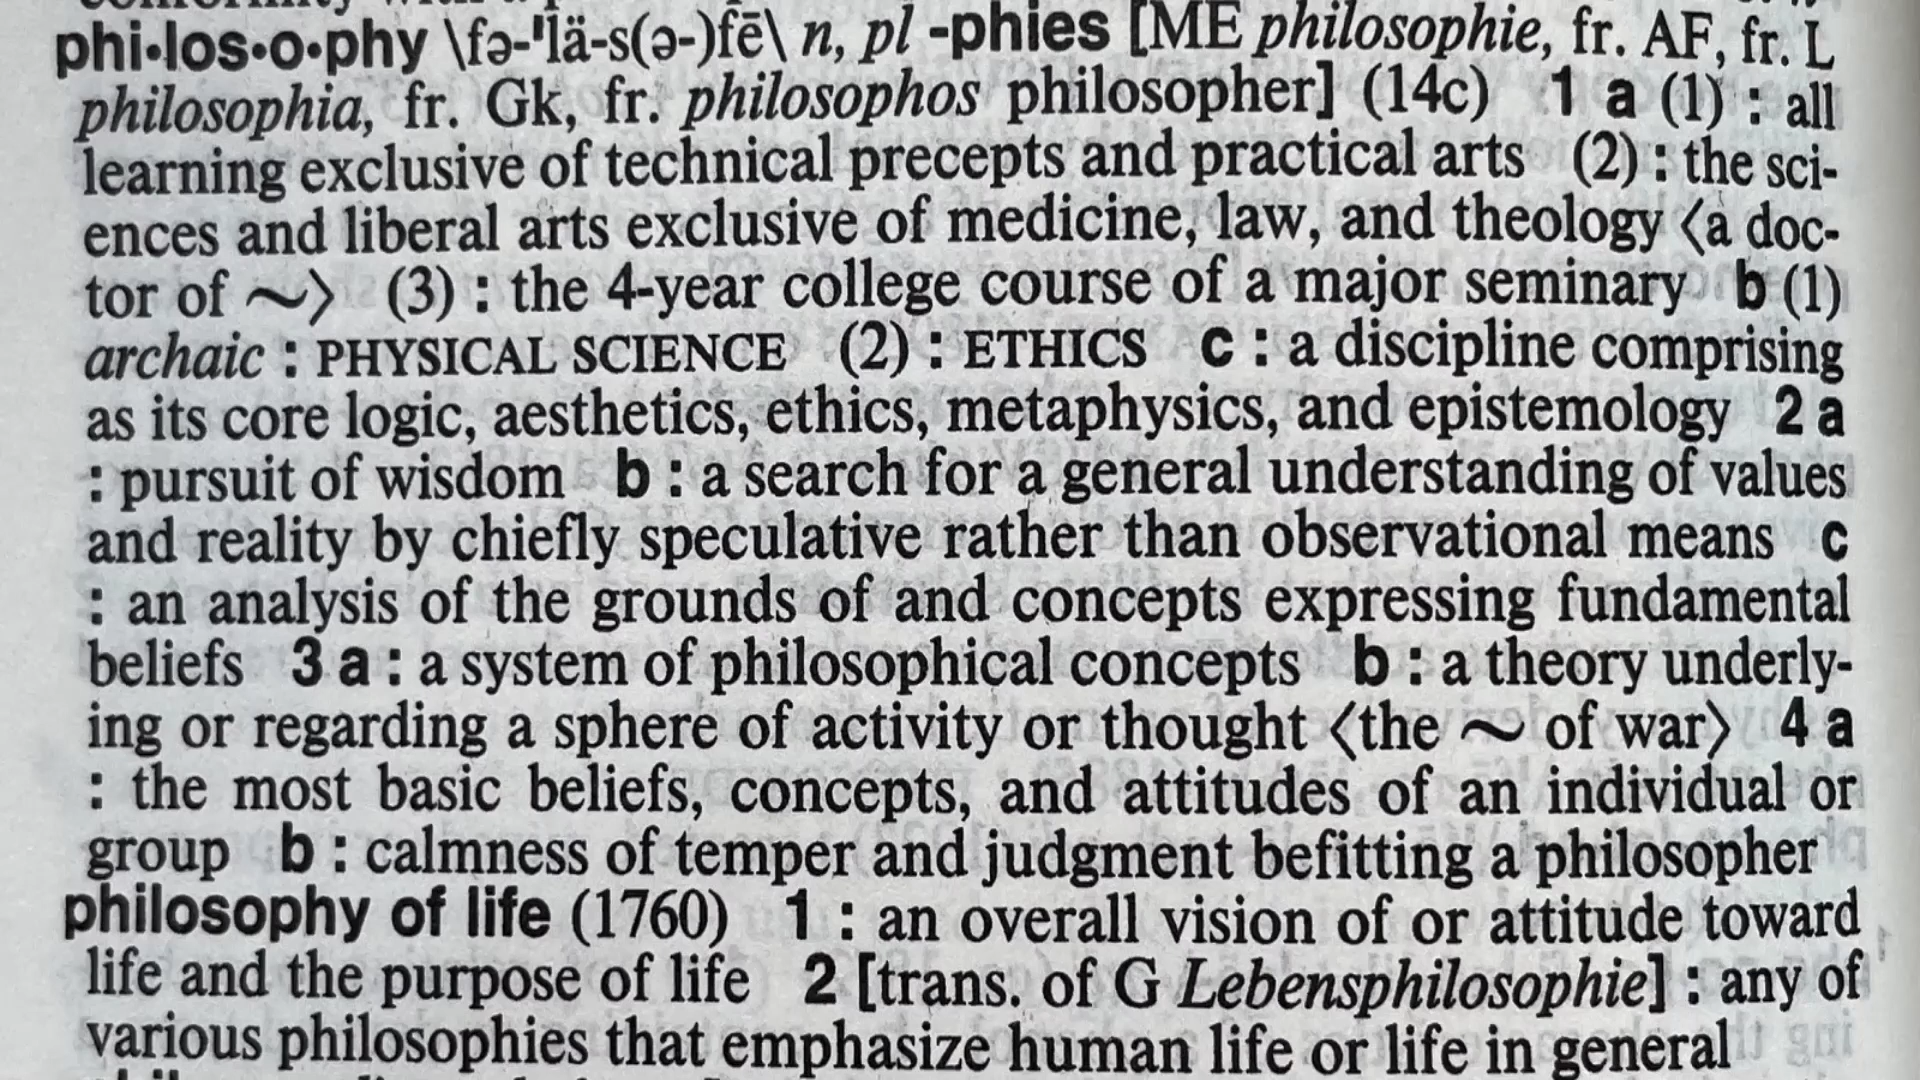 phi•los•o•phy \fə-ˈlä-s(ə-)fē\ n, pl -phies [ME philosophie, fr. AF, fr. L
philosophia, fr. Gk, fr. philosophos philosopher] (14c) 1 a (1) : all
learning exclusive of technical precepts and practical arts (2) : the sci-
ences and liberal arts exclusive of medicine, law, and theology 〈a doc-
tor of ~〉 (3) : the 4-year college course of a major seminary b (1)
archaic : PHYSICAL SCIENCE (2) : ETHICS c : a discipline comprising
as its core logic, aesthetics, ethics, metaphysics, and epistemology 2 a
: pursuit of wisdom b : a search for a general understanding of values
and reality by chiefly speculative rather than observational means c
: an analysis of the grounds of and concepts expressing fundamental
beliefs 3 a : a system of philosophical concepts b : a theory underly-
ing or regarding a sphere of activity or thought 〈the ~ of war〉 4 a
: the most basic beliefs, concepts, and attitudes of an individual or
group b : calmness of temper and judgment befitting a philosopher
philosophy of life (1760) 1 : an overall vision of or attitude toward
life and the purpose of life 2 [trans. of G Lebensphilosophie] : any of
various philosophies that emphasize human life or life in general